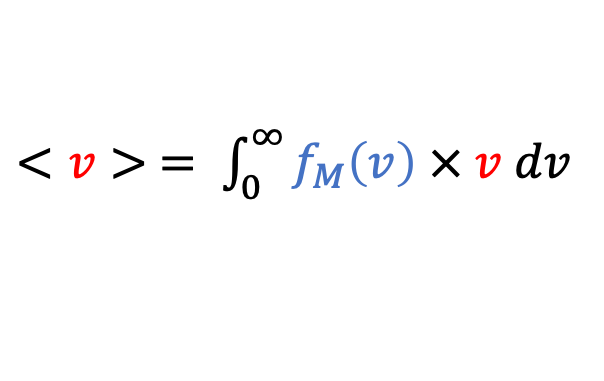 < v > = ∫₀^∞ f_M(v) × v dv